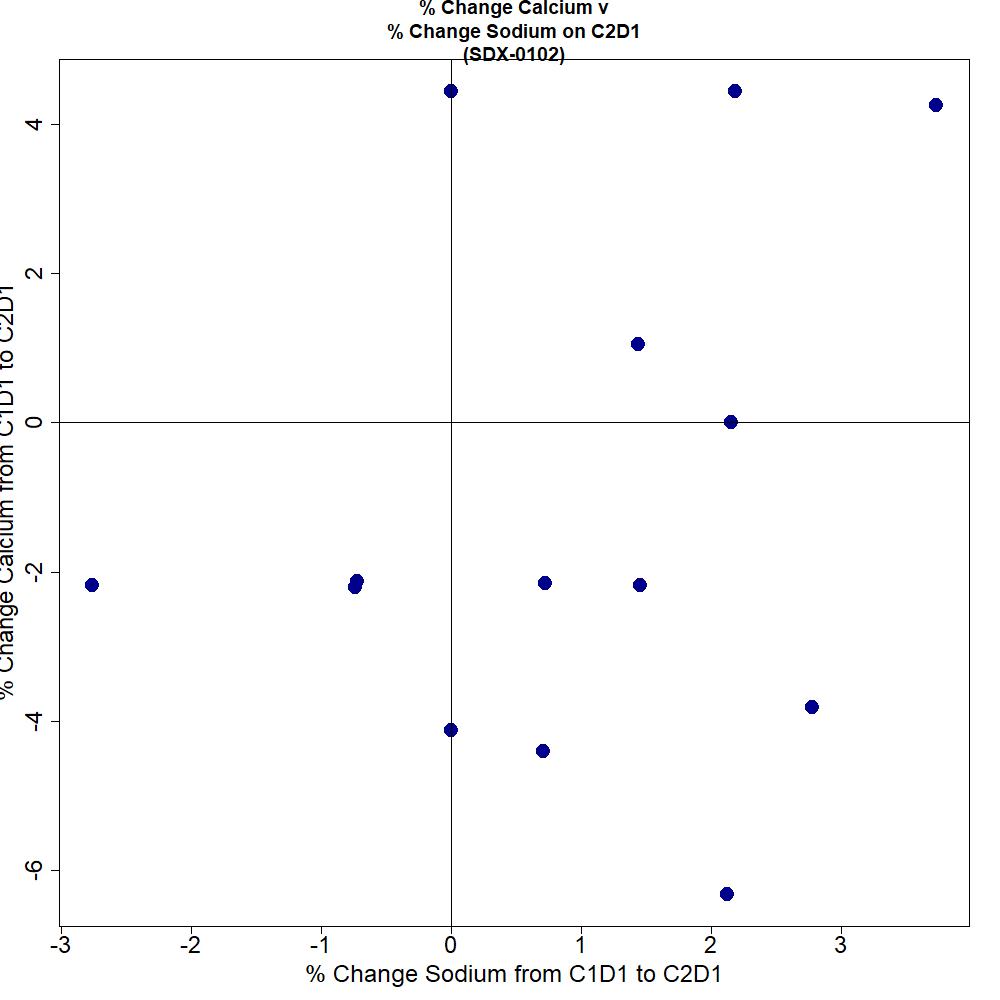 % Change Calcium v
% Change Sodium on C2D1
(SDX-0102)
% Change Calcium from C1D1 to C2D1
4
2
0
-2
-4
-6
-3 -2 -1 0 1 2 3
% Change Sodium from C1D1 to C2D1